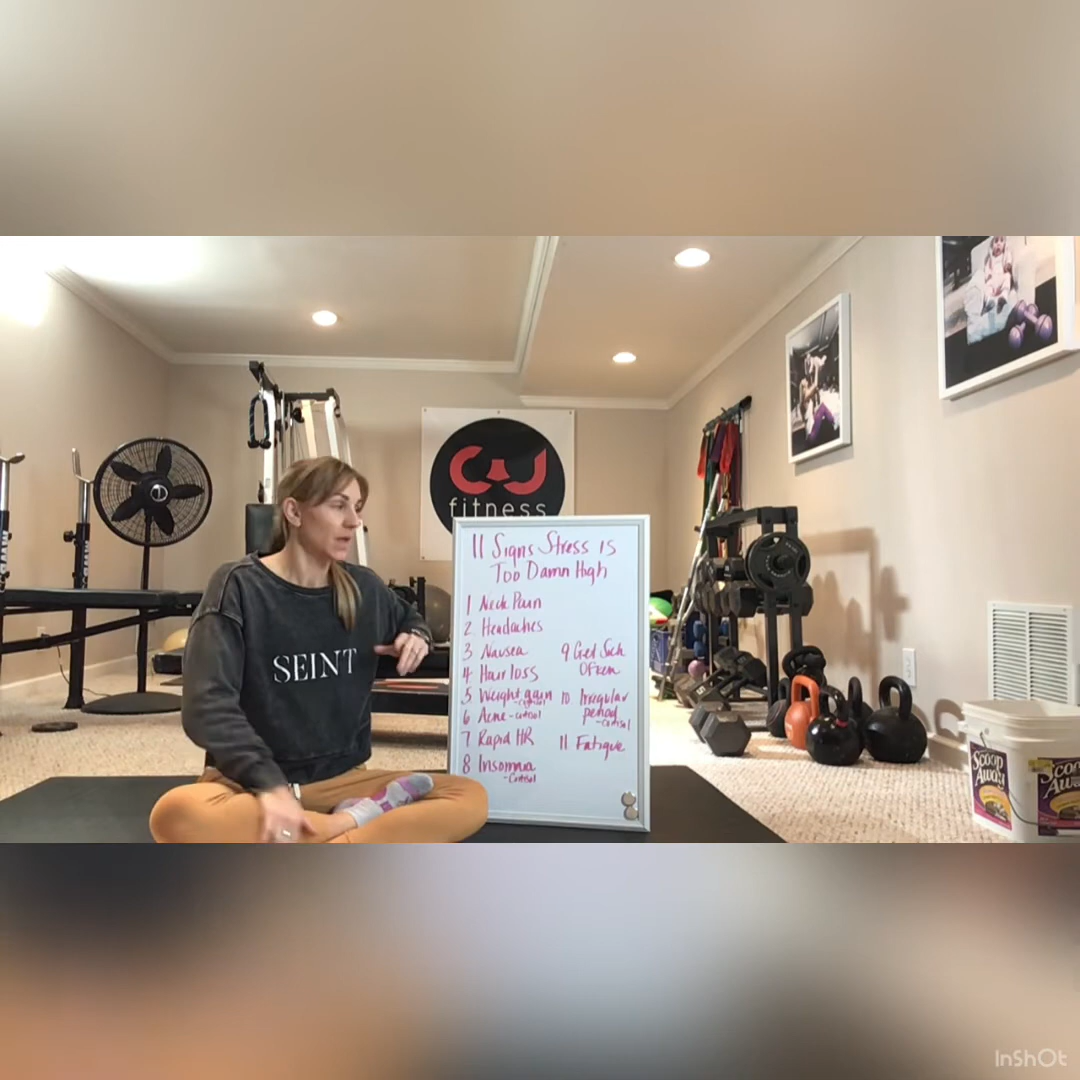 CWJ
fitness
11 Signs Stress is
Too Damn High
1 Neck Pain
2 Headaches
3 Nausea
4 Hair loss
5 Weight gain
- Cortisol
6 Acne - Cortisol
7 Rapid HR
8 Insomnia
- Cortisol
9 Get Sick
Often
10 Irregular
period
- Cortisol
11 Fatigue
SEINT
Scoop
Away
Scoop
Away
InShOt